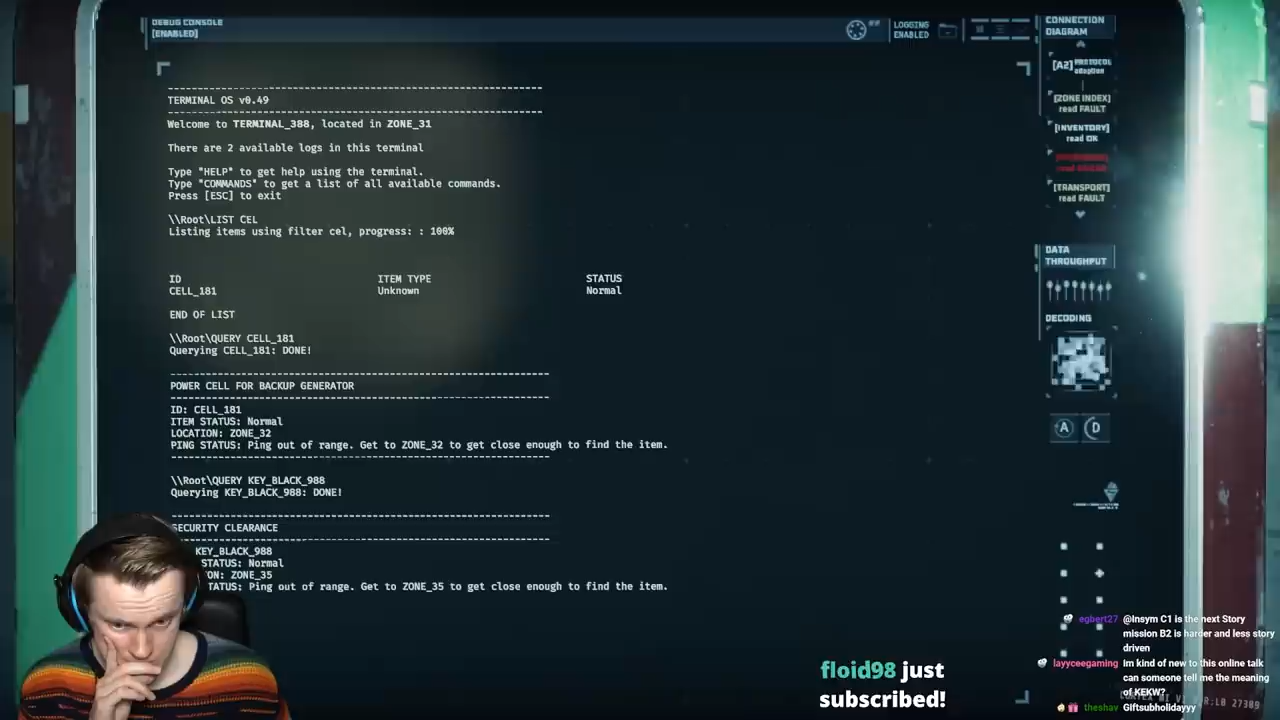 DEBUG CONSOLE
[ENABLED]
LOGGING
ENABLED
CONNECTION
DIAGRAM
[A2] PROTOCOL
adaption
[ZONE INDEX]
read FAULT
[INVENTORY]
read OK
[TRANSPORT]
read FAULT
DATA
THROUGHPUT
DECODING
A
D
TERMINAL OS v0.49
Welcome to TERMINAL_388, located in ZONE_31
There are 2 available logs in this terminal
Type "HELP" to get help using the terminal.
Type "COMMANDS" to get a list of all available commands.
Press [ESC] to exit
\\Root\LIST CEL
Listing items using filter cel, progress: : 100%
ID ITEM TYPE STATUS
CELL_181 Unknown Normal
END OF LIST
\\Root\QUERY CELL_181
Querying CELL_181: DONE!
POWER CELL FOR BACKUP GENERATOR
ID: CELL_181
ITEM STATUS: Normal
LOCATION: ZONE_32
PING STATUS: Ping out of range. Get to ZONE_32 to get close enough to find the item.
\\Root\QUERY KEY_BLACK_988
Querying KEY_BLACK_988: DONE!
SECURITY CLEARANCE
KEY_BLACK_988
STATUS: Normal
ON: ZONE_35
TATUS: Ping out of range. Get to ZONE_35 to get close enough to find the item.
floid98 just
subscribed!
egbert27 @Insym C1 is the next Story
mission B2 is harder and less story
driven
layyceegaming Im kind of new to this online talk
can someone tell me the meaning
of KEKW?
theshav Giftsubholidayyy